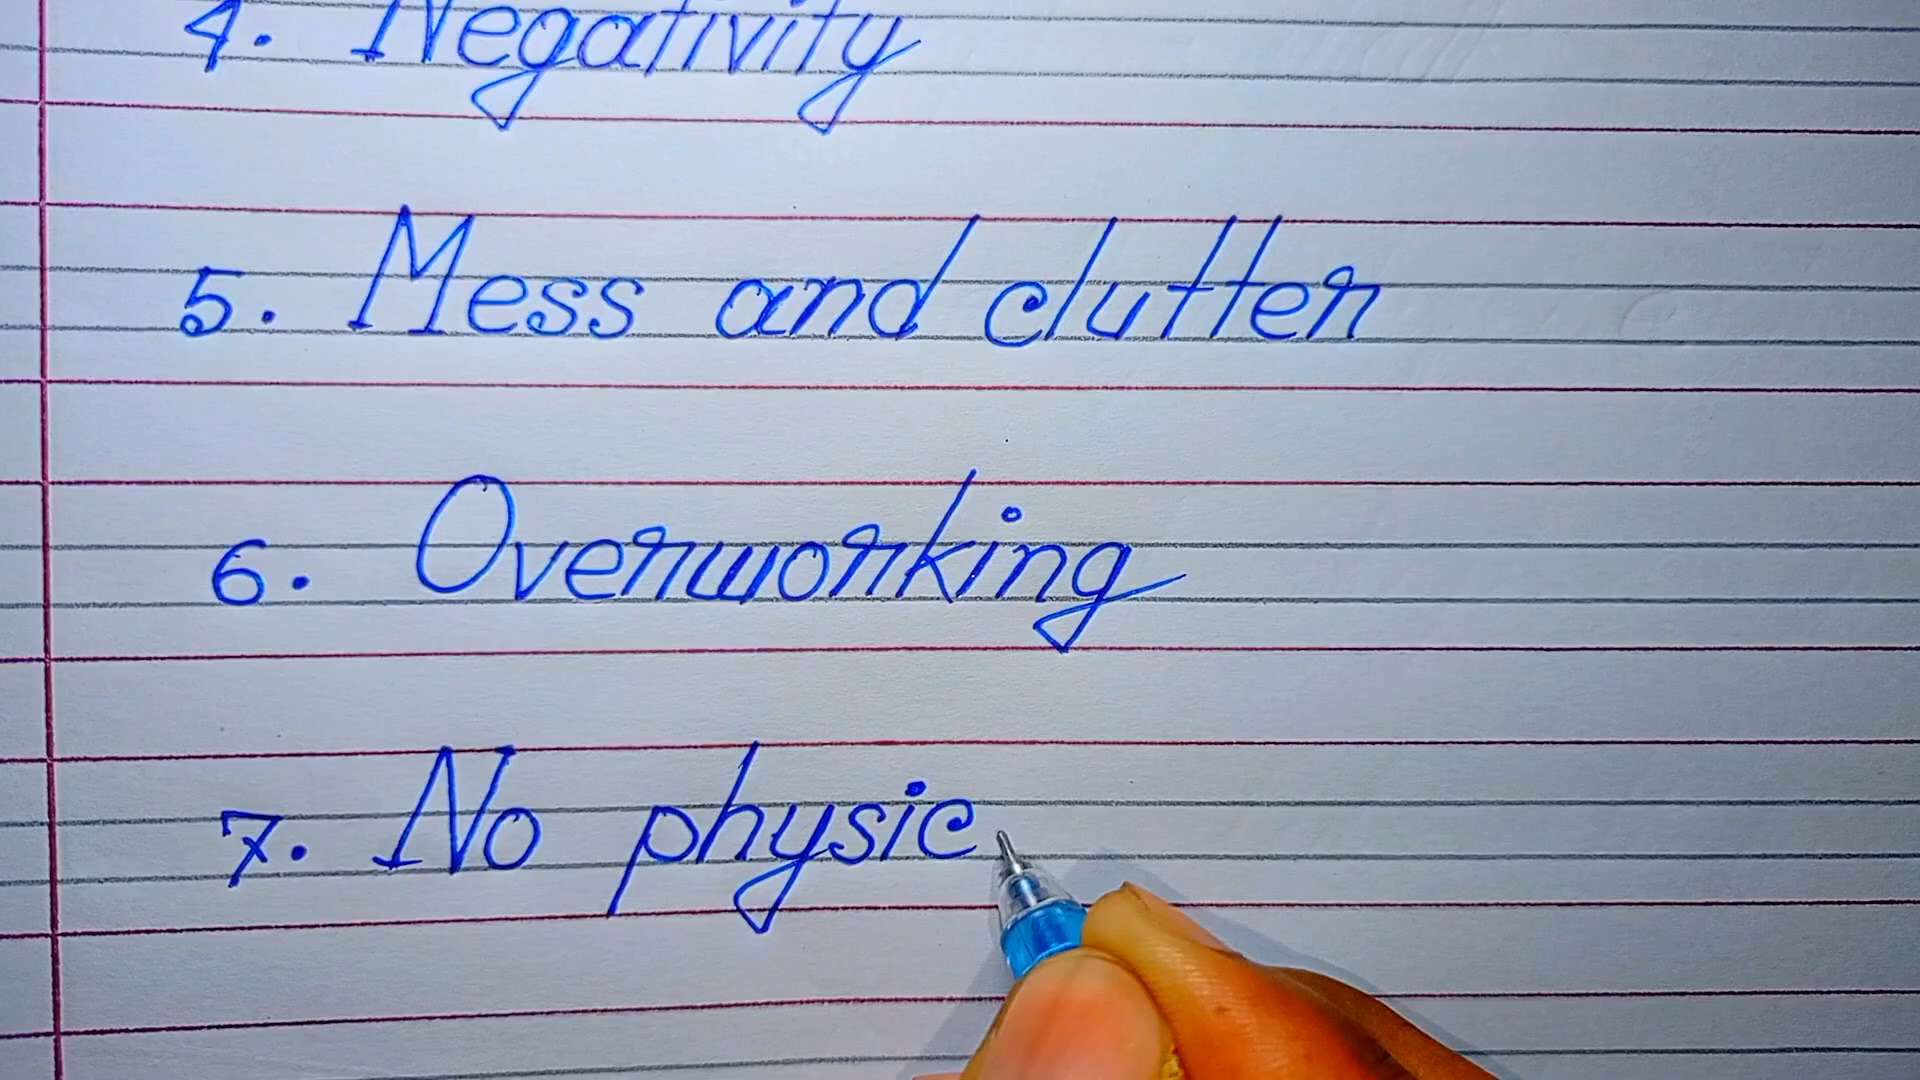 4. Negativity
5. Mess and clutter
6. Overworking
7. No physic